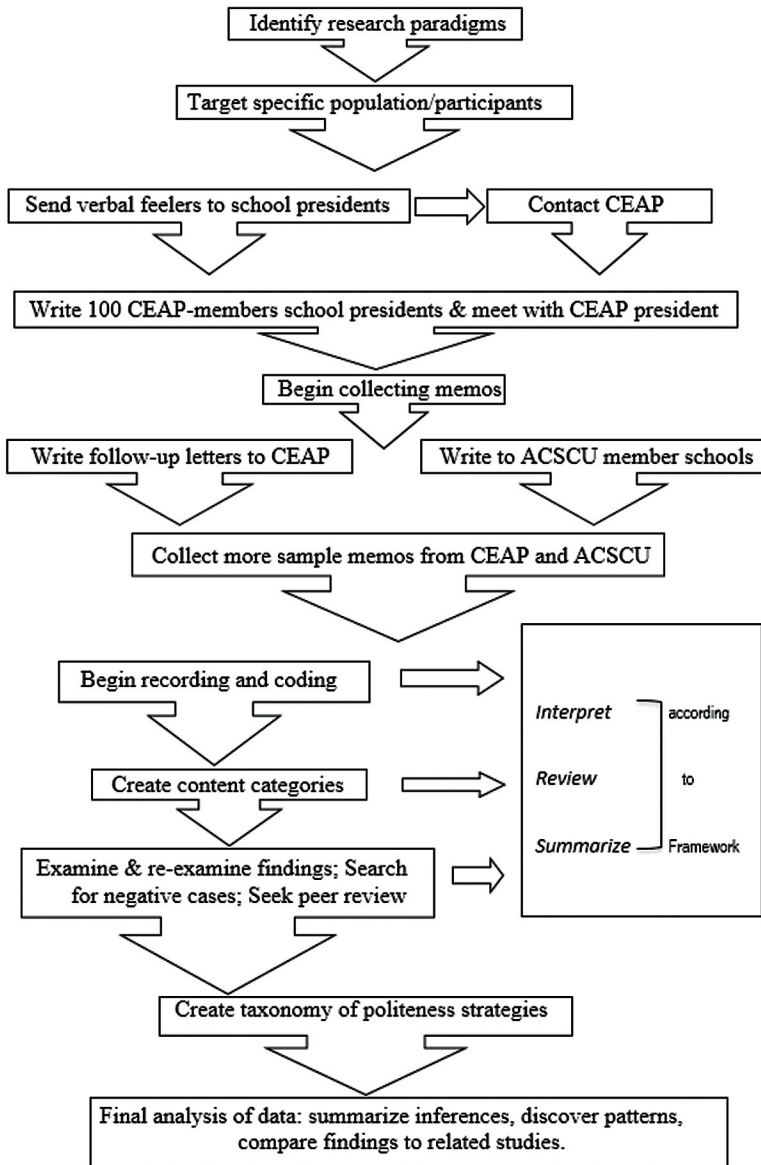 Identify research paradigms
Target specific population/participants
Send verbal feelers to school presidents
Contact CEAP
Write 100 CEAP-members school presidents & meet with CEAP president
Begin collecting memos
Write follow-up letters to CEAP
Write to ACSCU member schools
Collect more sample memos from CEAP and ACSCU
Begin recording and coding
Interpret
according
Create content categories
Review
to
Summarize
Framework
Examine & re-examine findings; Search
for negative cases; Seek peer review
Create taxonomy of politeness strategies
Final analysis of data: summarize inferences, discover patterns,
compare findings to related studies.